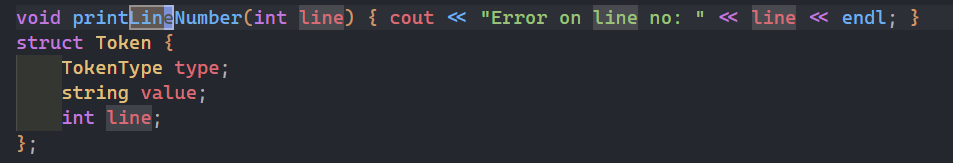 void printLineNumber(int line) { cout << "Error on line no: " << line << endl; }
struct Token {
    TokenType type;
    string value;
    int line;
};